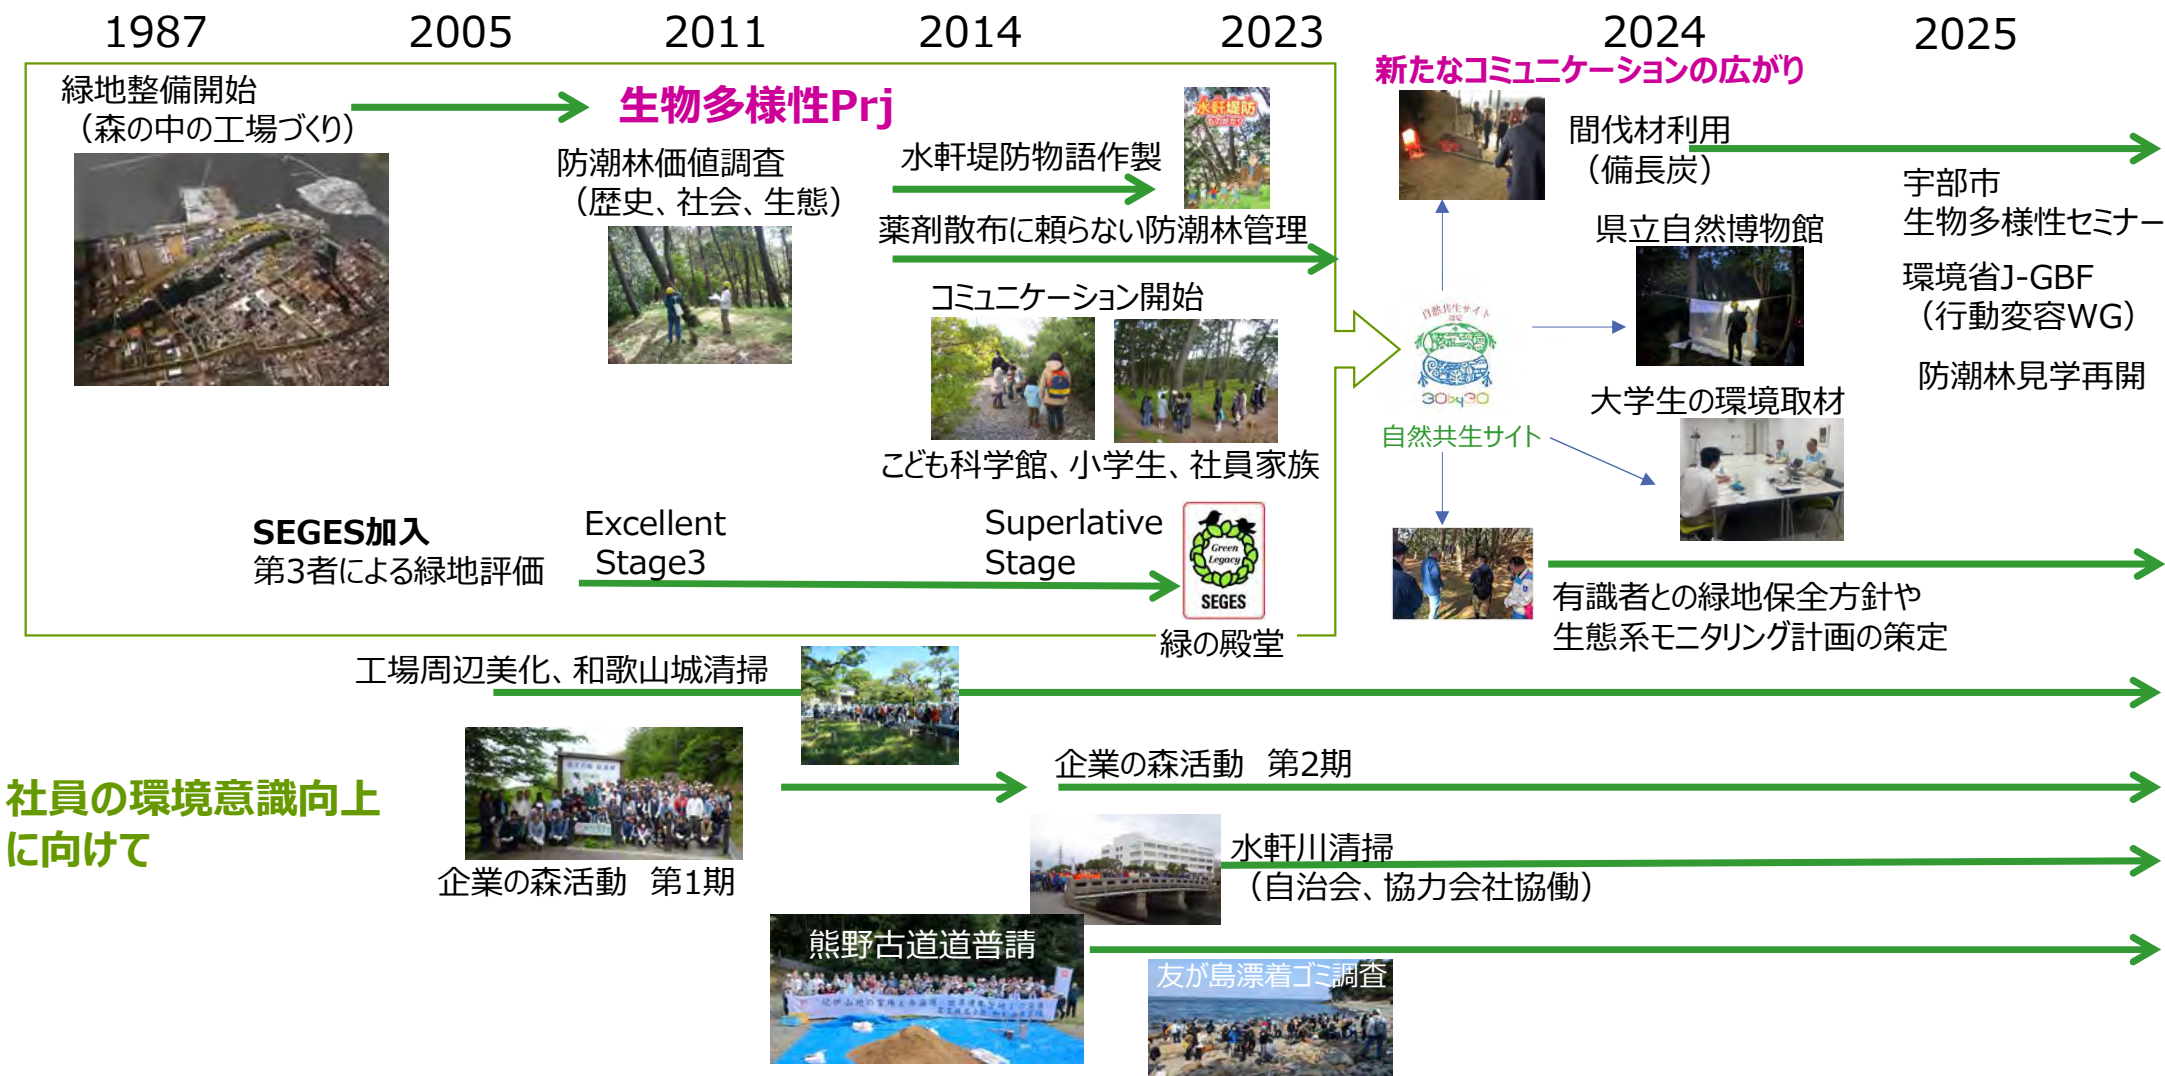 1987
2005
2011
2014
2023
2024
2025
緑地整備開始
（森の中の工場づくり）
生物多様性Prj
防潮林価値調査
（歴史、社会、生態）
水軒堤防物語作製
水軒堤防
薬剤散布に頼らない防潮林管理
コミュニケーション開始
こども科学館、小学生、社員家族
SEGES加入
第3者による緑地評価
Excellent
Stage3
Superlative
Stage
Green
Legacy
SEGES
緑の殿堂
新たなコミュニケーションの広がり
間伐材利用
（備長炭）
県立自然博物館
大学生の環境取材
自然共生サイト
認定
30by30
自然共生サイト
有識者との緑地保全方針や
生態系モニタリング計画の策定
宇部市
生物多様性セミナー
環境省J-GBF
（行動変容WG）
防潮林見学再開
工場周辺美化、和歌山城清掃
社員の環境意識向上
に向けて
企業の森活動　第1期
企業の森活動　第2期
水軒川清掃
（自治会、協力会社協働）
熊野古道道普請
友が島漂着ゴミ調査